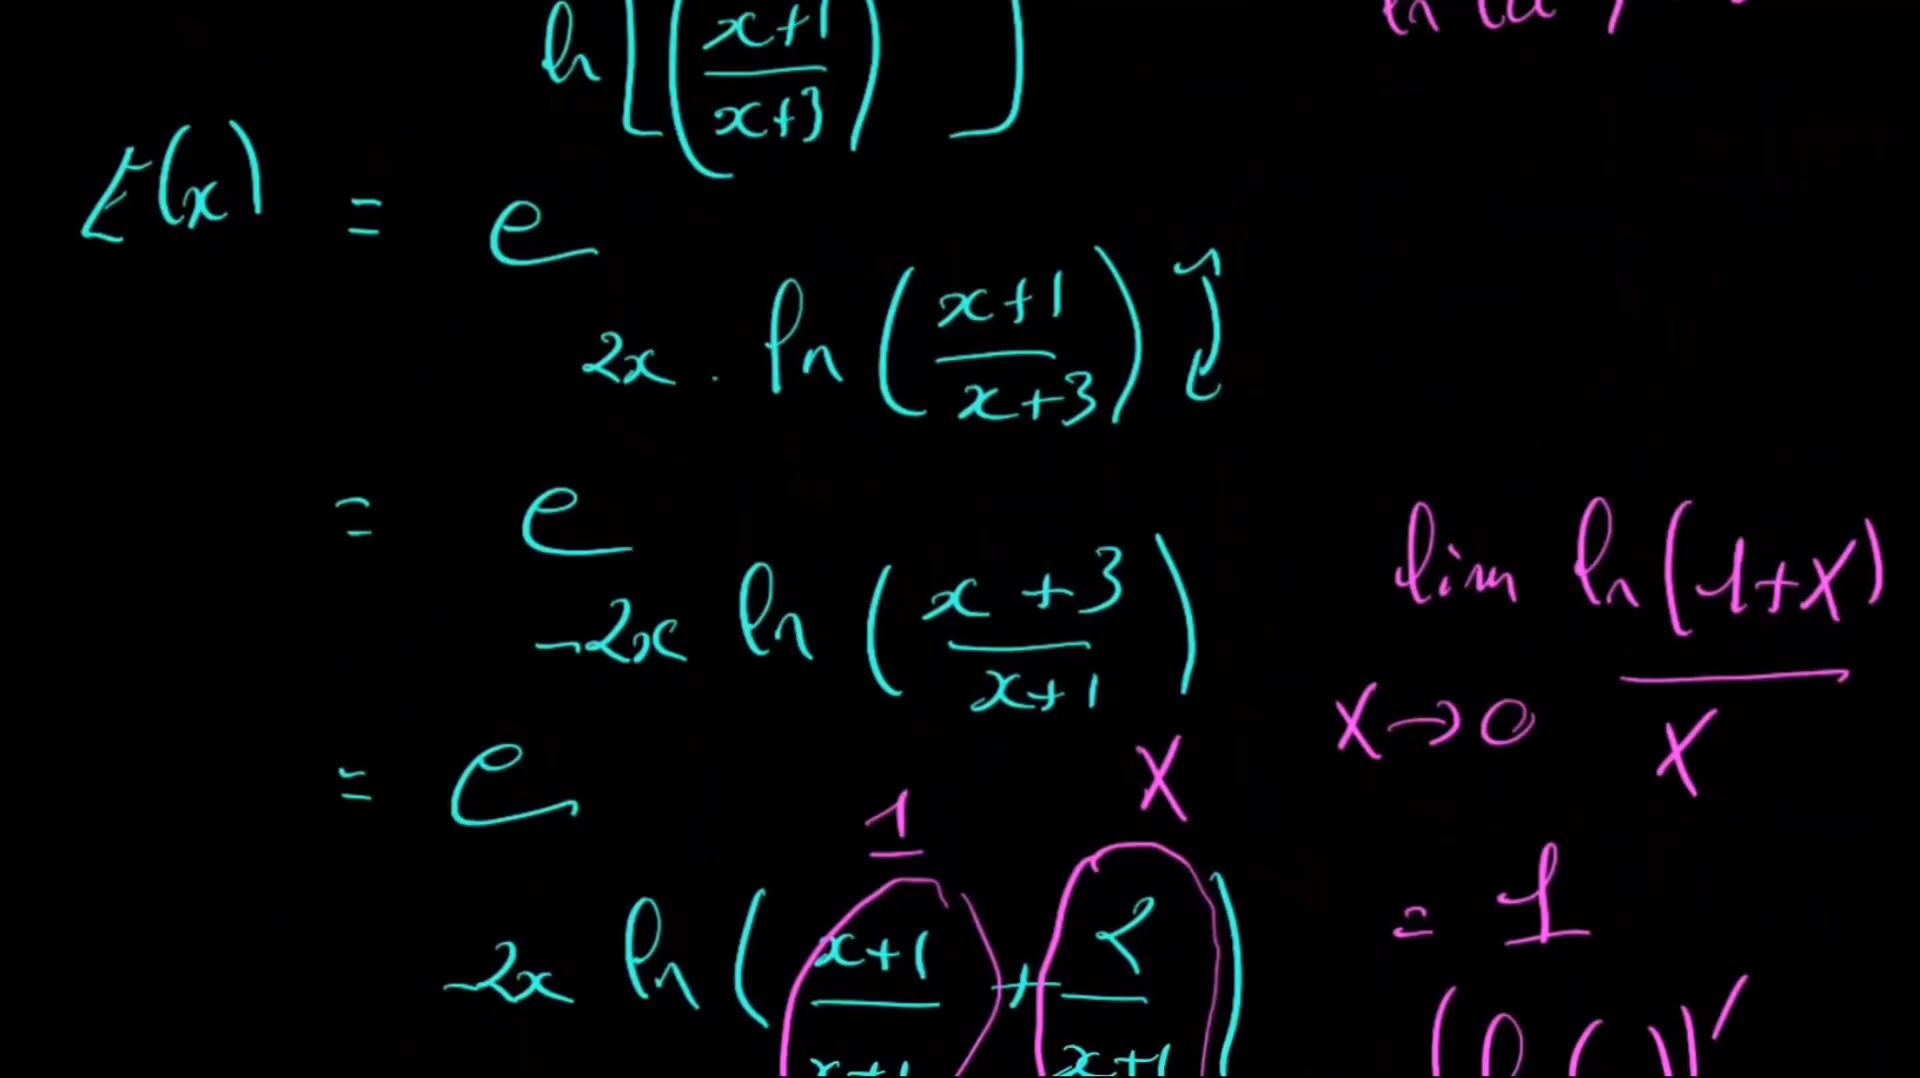 ln [(x+1/x+3)]
E(x) = e
2x . ln (x+1/x+3)
= e
-2x ln (x+3/x+1)
= e
-2x ln (x+1/x+1 + 2/x+1)
1
X
lim ln(1+X)/X
X→0
= 1